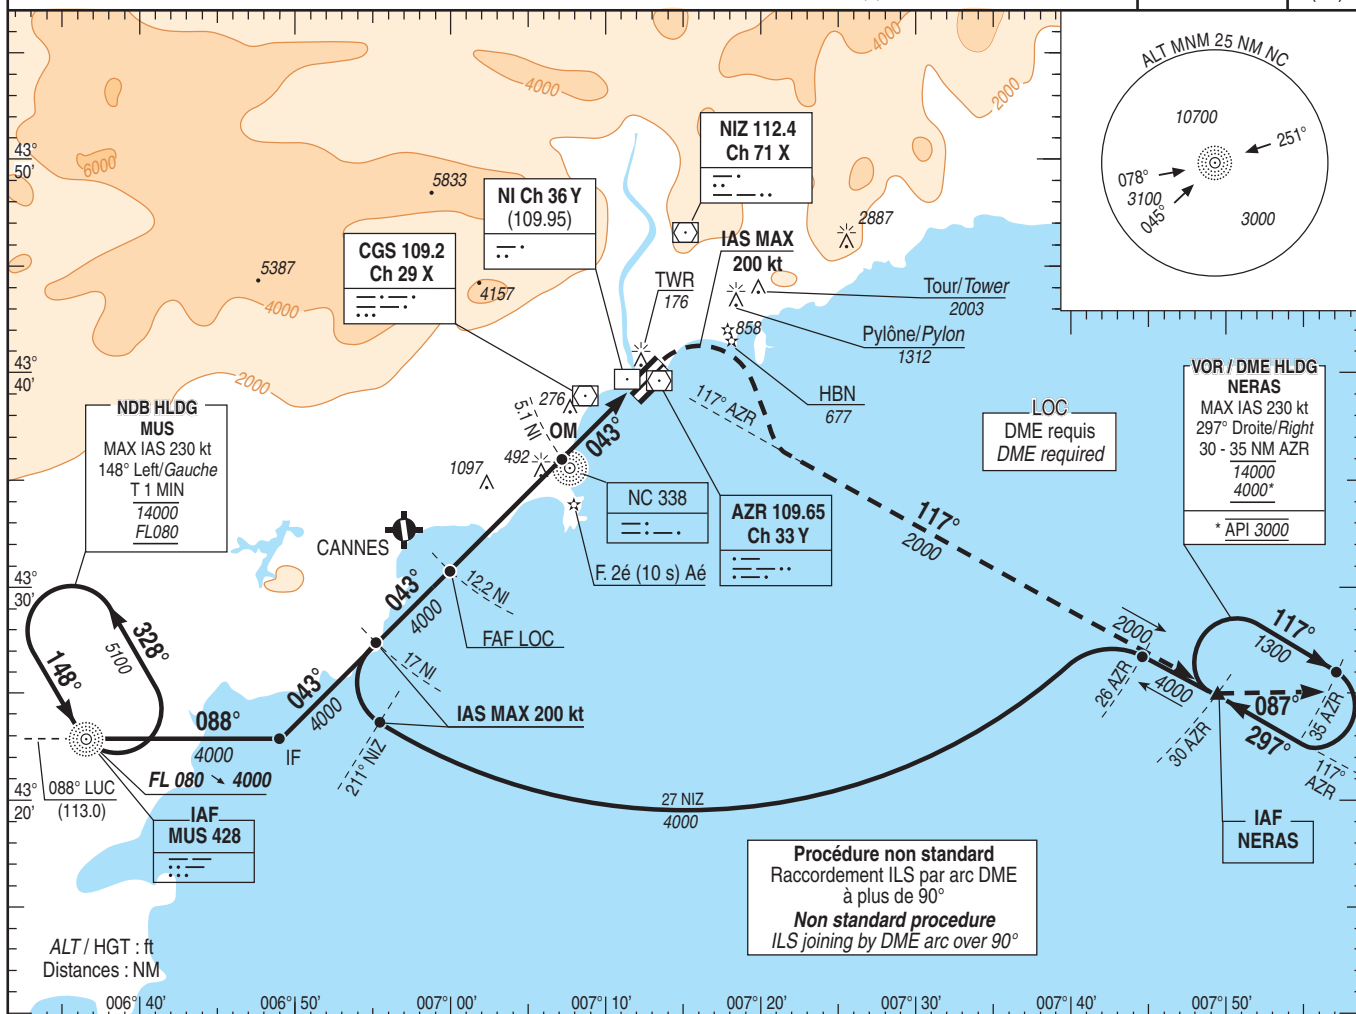 ALT MNM 25 NM NC
10700
251°
078°
3100
045°
3000
4000
4000
2000
6000
43°
50'
5833
5387
4000
4157
2000
NIZ 112.4
Ch 71 X
NI Ch 36 Y
(109.95)
CGS 109.2
Ch 29 X
IAS MAX
200 kt
2887
TWR
176
Tour/Tower
2003
858
Pylône/Pylon
1312
HBN
677
43°
40'
117° AZR
276
5.1 NI
OM
043°
492
1097
NDB HLDG
MUS
MAX IAS 230 kt
148° Left/Gauche
T 1 MIN
14000
FL080
LOC
DME requis
DME required
VOR / DME HLDG
NERAS
MAX IAS 230 kt
297° Droite/Right
30 - 35 NM AZR
14000
4000*
* API 3000
NC 338
AZR 109.65
Ch 33 Y
117°
2000
CANNES
F. 2é (10 s) Aé
43°
30'
12.2 NI
043°
4000
FAF LOC
17 NI
IAS MAX 200 kt
328°
5100
148°
043°
4000
088°
4000
IF
211° NIZ
FL 080 ↘ 4000
088° LUC
(113.0)
IAF
MUS 428
43°
20'
27 NIZ
4000
2000
26 AZR
4000
117°
1300
087°
297°
30 AZR
35 AZR
117°
AZR
IAF
NERAS
Procédure non standard
Raccordement ILS par arc DME
à plus de 90°
Non standard procedure
ILS joining by DME arc over 90°
ALT / HGT : ft
Distances : NM
006° 40'
006° 50'
007° 00'
007° 10'
007° 20'
007° 30'
007° 40'
007° 50'